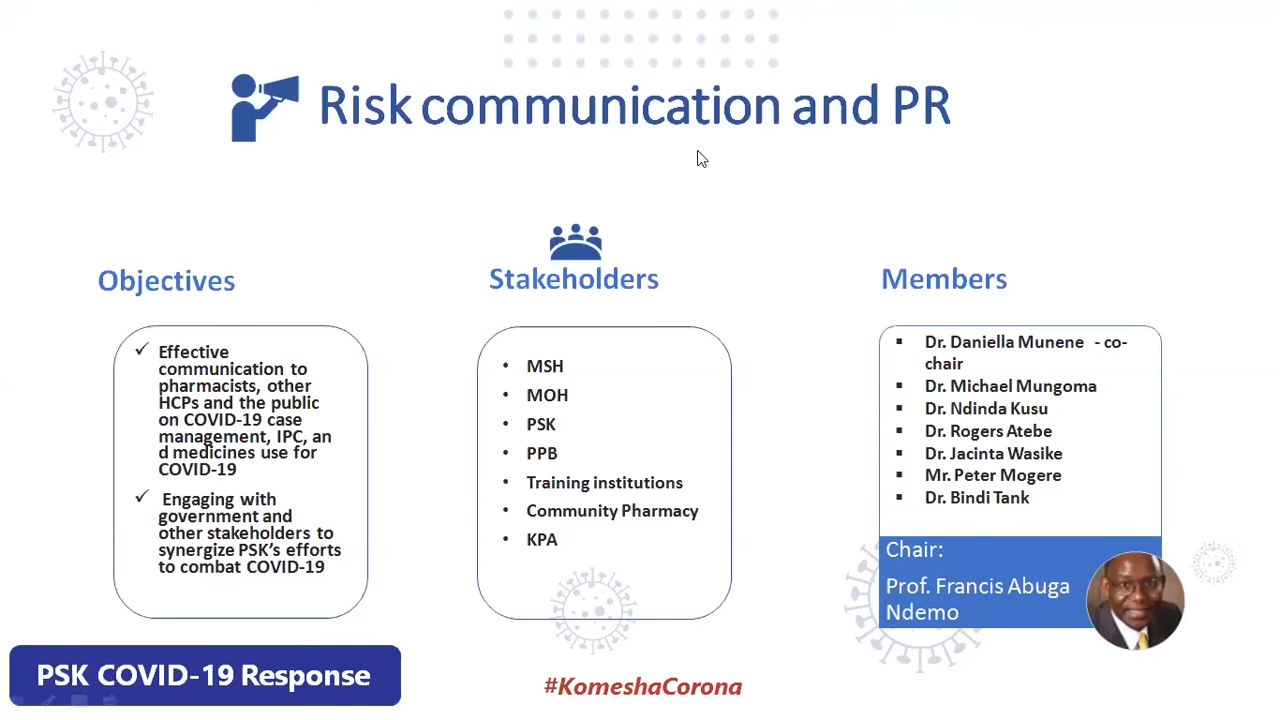 Risk communication and PR
Objectives
✓ Effective
communication to
pharmacists, other
HCPs and the public
on COVID-19 case
management, IPC, an
d medicines use for
COVID-19
✓ Engaging with
government and
other stakeholders to
synergize PSK's efforts
to combat COVID-19
Stakeholders
• MSH
• MOH
• PSK
• PPB
• Training institutions
• Community Pharmacy
• KPA
Members
▪ Dr. Daniella Munene - co-
chair
▪ Dr. Michael Mungoma
▪ Dr. Ndinda Kusu
▪ Dr. Rogers Atebe
▪ Dr. Jacinta Wasike
▪ Mr. Peter Mogere
▪ Dr. Bindi Tank
Chair:
Prof. Francis Abuga
Ndemo
PSK COVID-19 Response
#KomeshaCorona